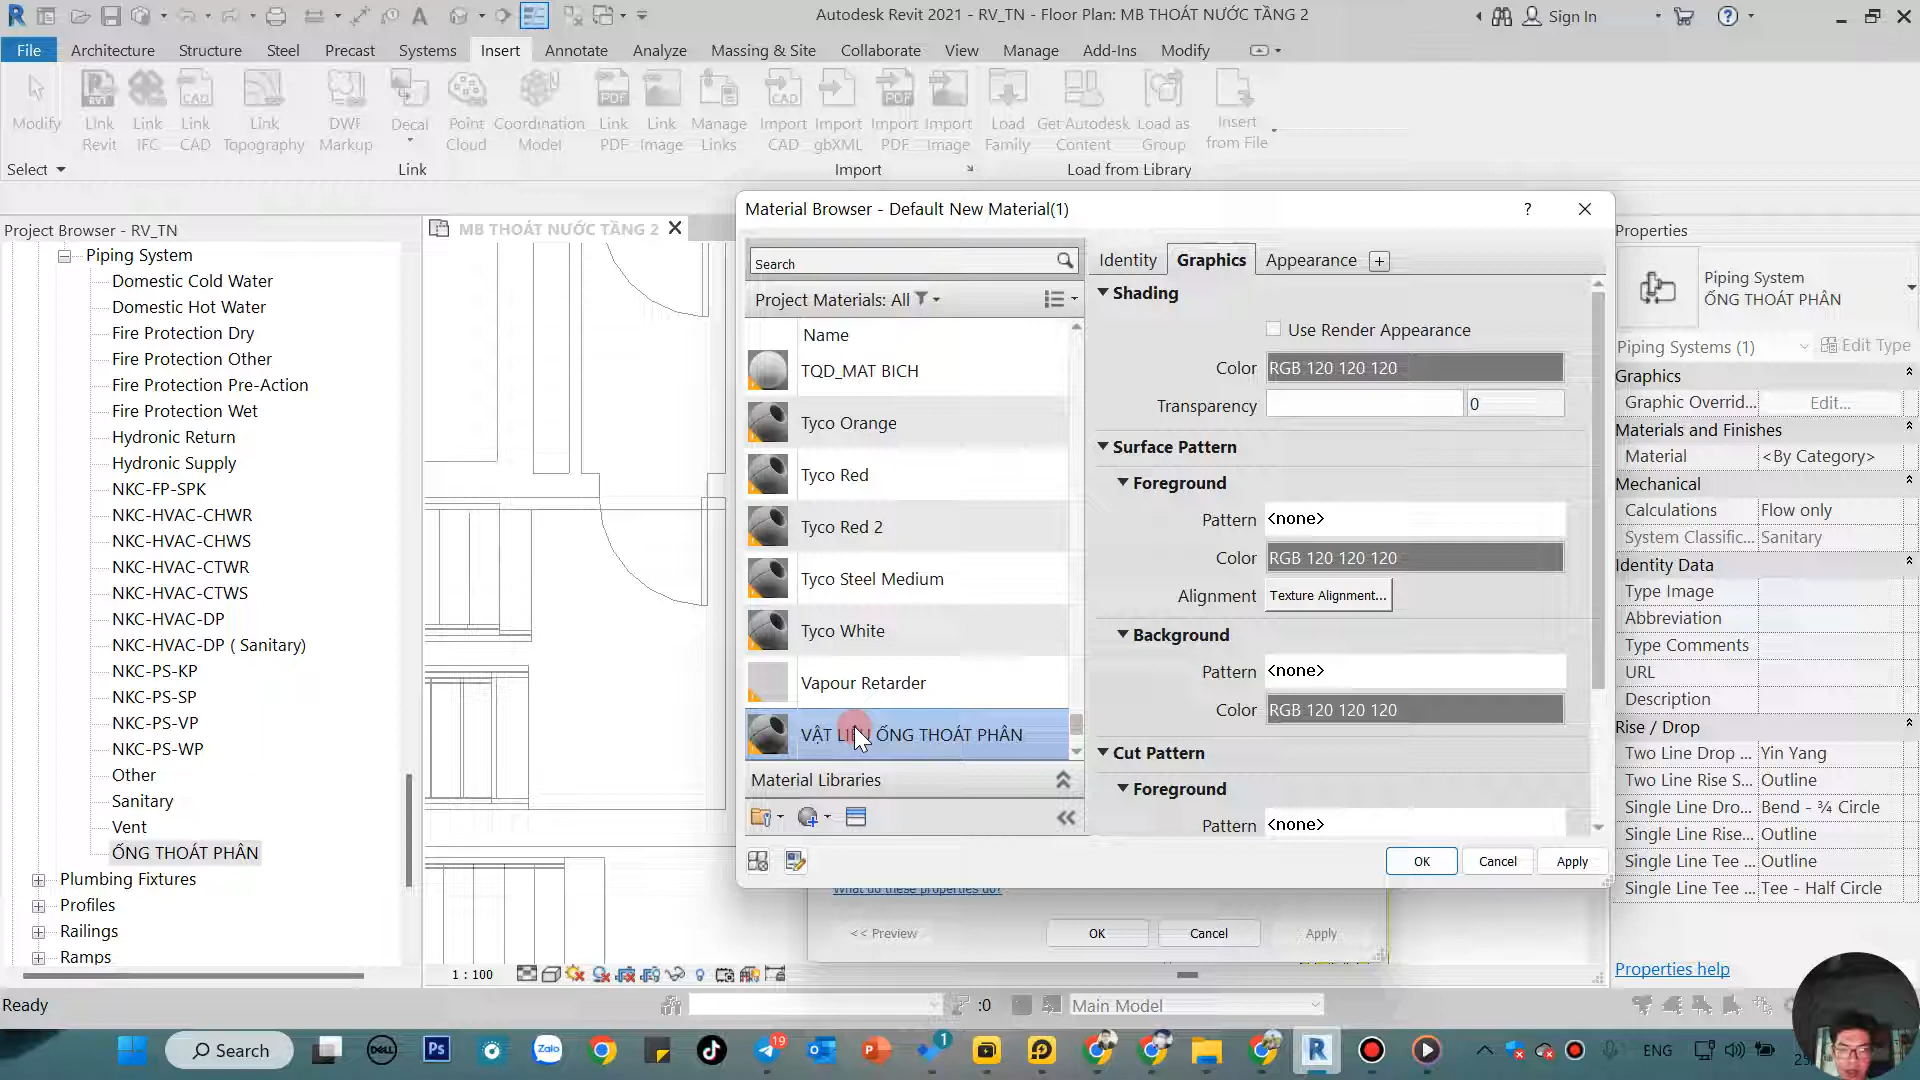 Autodesk Revit 2021 - RV_TN - Floor Plan: MB THOÁT NƯỚC TẦNG 2
Sign In
File Architecture Structure Steel Precast Systems Insert Annotate Analyze Massing & Site Collaborate View Manage Add-Ins Modify
Modify
Link Revit
Link IFC
Link CAD
Link Topography
DWF Markup
Decal
Point Cloud
Coordination Model
Link PDF
Link Image
Manage Links
Import CAD
Import gbXML
Import PDF
Import Image
Load Family
Get Autodesk Content
Load as Group
Insert from File
Select
Link
Import
Load from Library
Project Browser - RV_TN
Piping System
Domestic Cold Water
Domestic Hot Water
Fire Protection Dry
Fire Protection Other
Fire Protection Pre-Action
Fire Protection Wet
Hydronic Return
Hydronic Supply
NKC-FP-SPK
NKC-HVAC-CHWR
NKC-HVAC-CHWS
NKC-HVAC-CTWR
NKC-HVAC-CTWS
NKC-HVAC-DP
NKC-HVAC-DP ( Sanitary)
NKC-PS-KP
NKC-PS-SP
NKC-PS-VP
NKC-PS-WP
Other
Sanitary
Vent
ỐNG THOÁT PHÂN
Plumbing Fixtures
Profiles
Railings
Ramps
MB THOÁT NƯỚC TẦNG 2
Material Browser - Default New Material(1)
?
Search
Project Materials: All
Name
TQD_MAT BICH
Tyco Orange
Tyco Red
Tyco Red 2
Tyco Steel Medium
Tyco White
Vapour Retarder
VẬT LIỆU ỐNG THOÁT PHÂN
Material Libraries
Identity Graphics Appearance +
Shading
Use Render Appearance
Color RGB 120 120 120
Transparency 0
Surface Pattern
Foreground
Pattern <none>
Color RGB 120 120 120
Alignment Texture Alignment...
Background
Pattern <none>
Color RGB 120 120 120
Cut Pattern
Foreground
Pattern <none>
OK Cancel Apply
What do these properties do?
<< Preview OK Cancel Apply
Properties
Piping System
ỐNG THOÁT PHÂN
Piping Systems (1) Edit Type
Graphics
Graphic Overrid... Edit...
Materials and Finishes
Material <By Category>
Mechanical
Calculations Flow only
System Classific... Sanitary
Identity Data
Type Image
Abbreviation
Type Comments
URL
Description
Rise / Drop
Two Line Drop ... Yin Yang
Two Line Rise S... Outline
Single Line Dro... Bend - ¾ Circle
Single Line Rise... Outline
Single Line Tee ... Outline
Single Line Tee ... Tee - Half Circle
Properties help
1 : 100
Ready
:0
Main Model
Search
DELL
Ps
Zalo
19
1
R
ENG